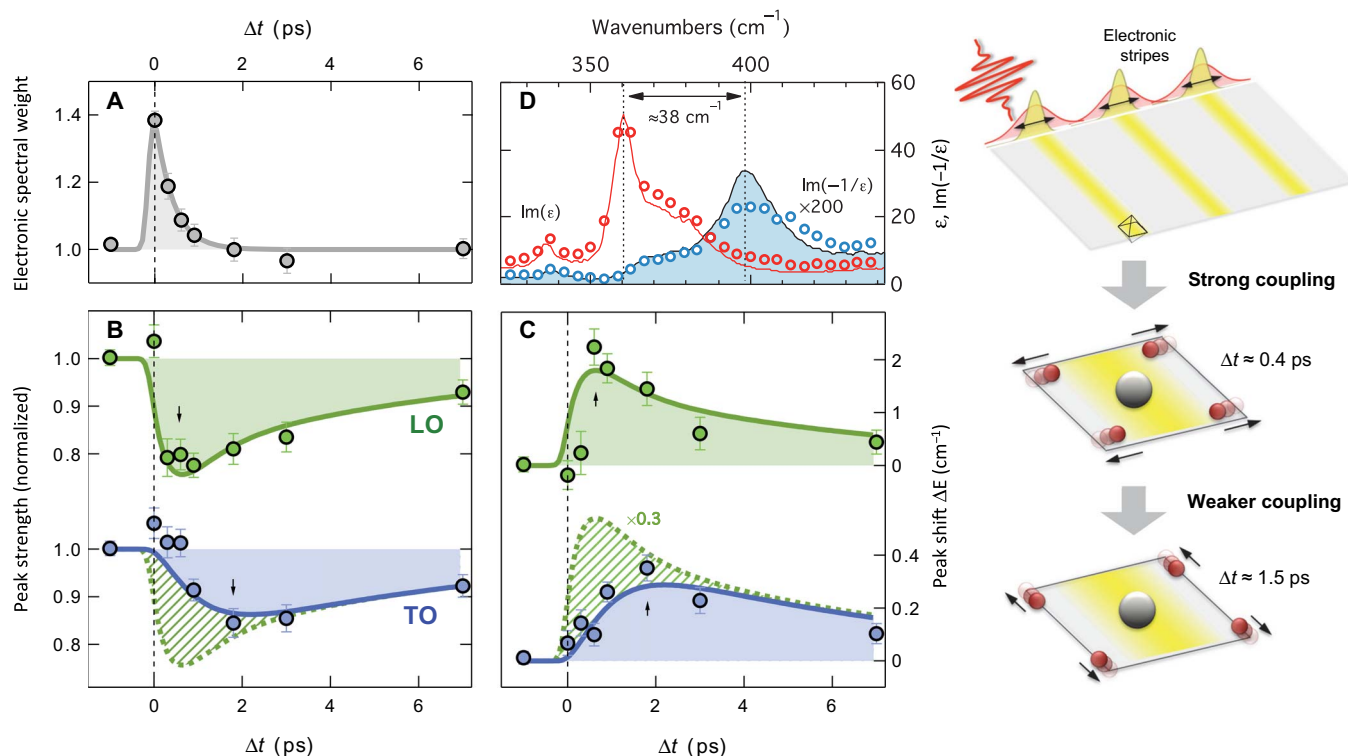 Δt (ps)
0 2 4 6
A
Electronic spectral weight
1.4
1.2
1.0
Wavenumbers (cm⁻¹)
350 400
D
≈38 cm⁻¹
Im(ε)
Im(−1/ε)
×200
60
40
20
0
ε, Im(−1/ε)
B
Peak strength (normalized)
1.0
0.9
0.8
LO
1.0
0.9
0.8
TO
0 2 4 6
Δt (ps)
C
2
1
0
×0.3
0.4
0.2
0
Peak shift ΔE (cm⁻¹)
0 2 4 6
Δt (ps)
Electronic
stripes
Strong coupling
Δt ≈ 0.4 ps
Weaker coupling
Δt ≈ 1.5 ps